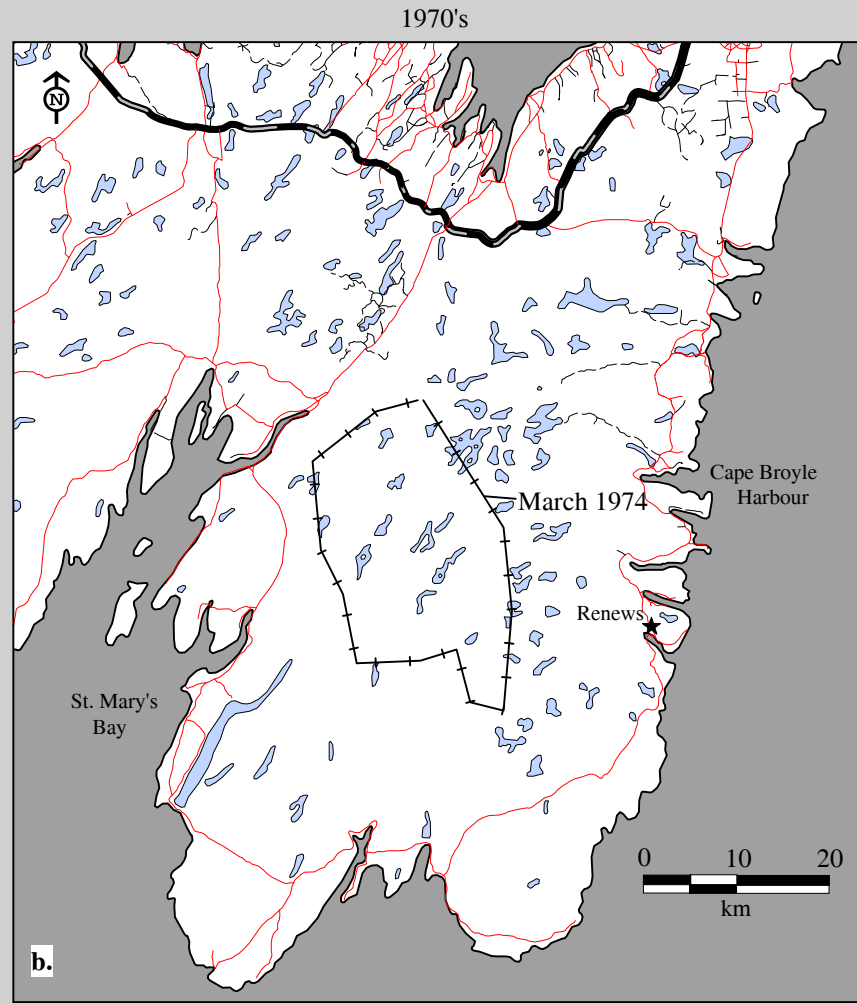 1970's
N
Cape Broyle
Harbour
March 1974
Renews
St. Mary's
Bay
0 10 20
km
b.